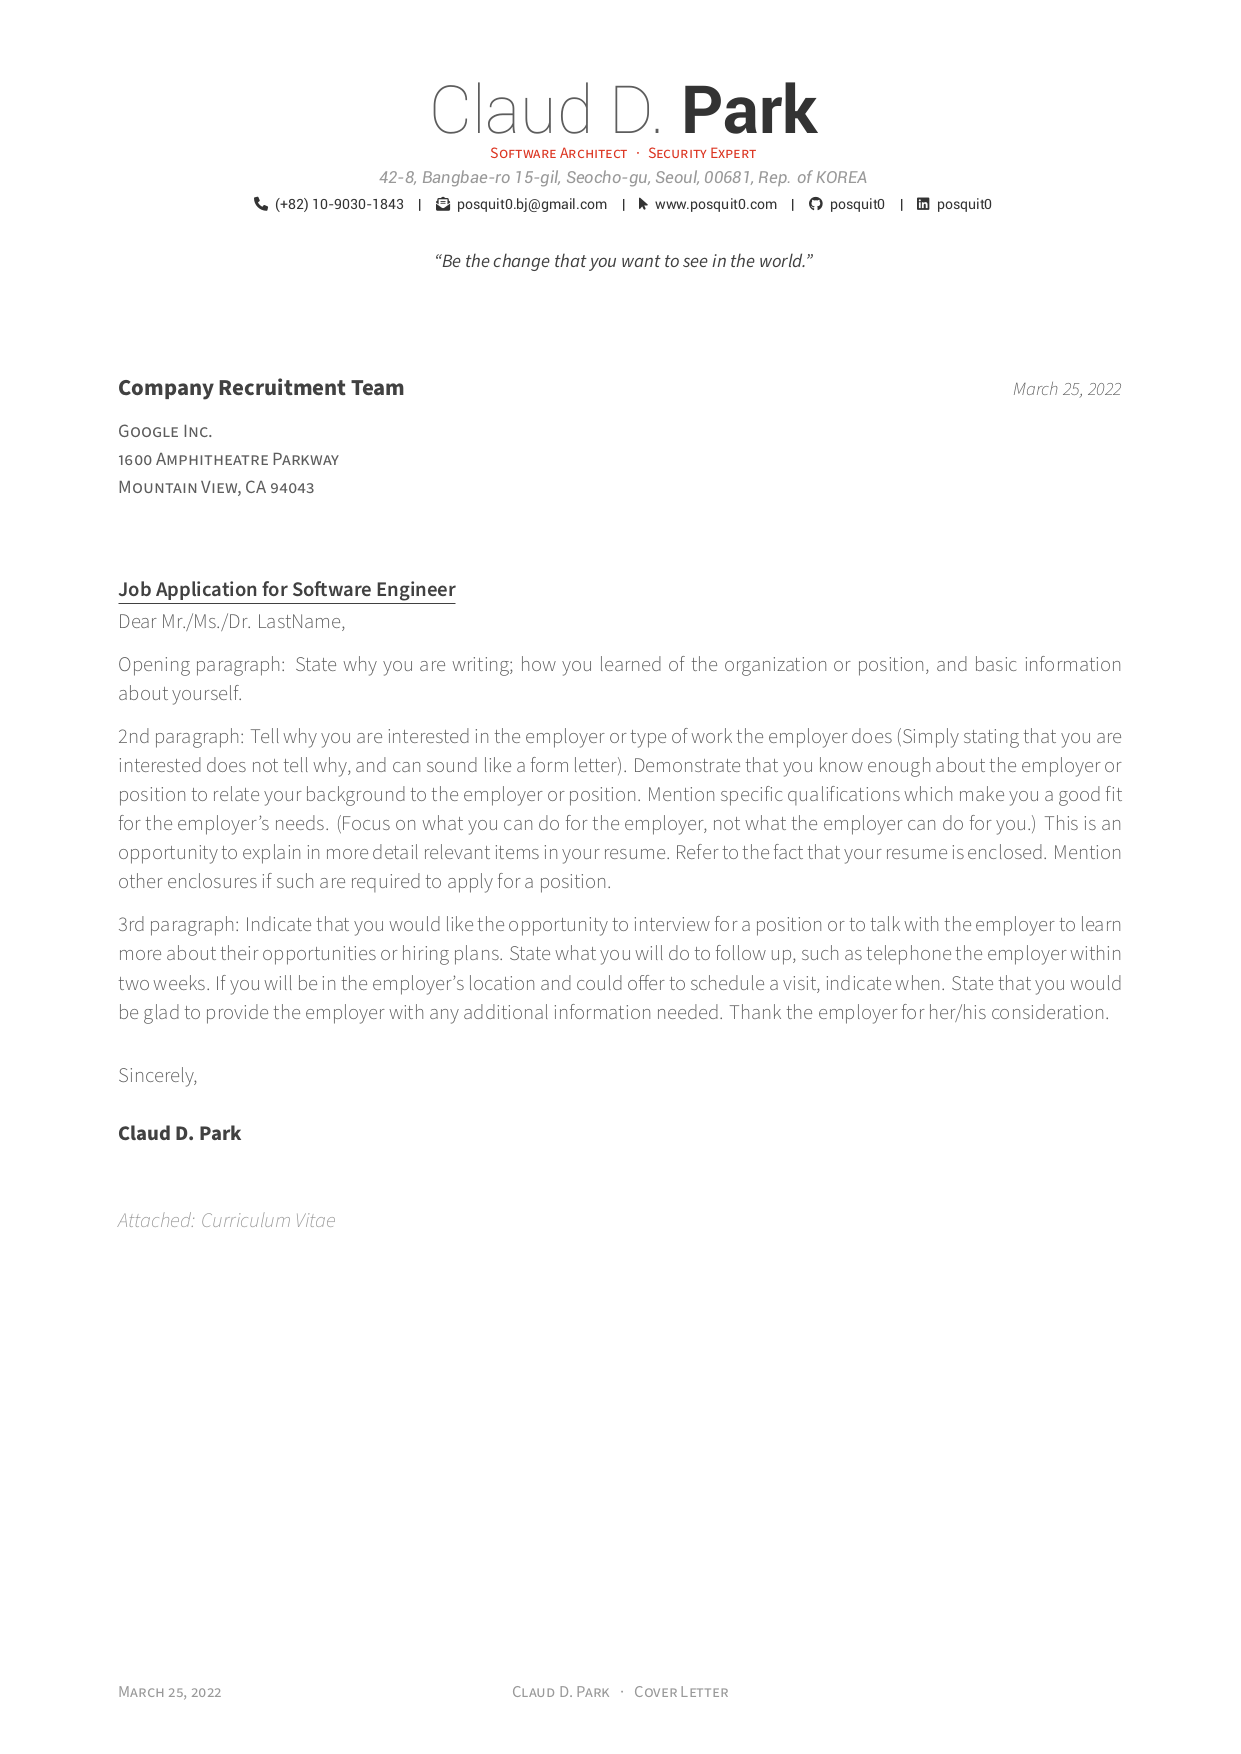 Claud D. Park
Software Architect · Security Expert
42-8, Bangbae-ro 15-gil, Seocho-gu, Seoul, 00681, Rep. of KOREA
(+82) 10-9030-1843 | posquit0.bj@gmail.com | www.posquit0.com | posquit0 | posquit0
“Be the change that you want to see in the world.”
Company Recruitment Team March 25, 2022
Google Inc.
1600 Amphitheatre Parkway
Mountain View, CA 94043
Job Application for Software Engineer
Dear Mr./Ms./Dr. LastName,
Opening paragraph: State why you are writing; how you learned of the organization or position, and basic information
about yourself.
2nd paragraph: Tell why you are interested in the employer or type of work the employer does (Simply stating that you are
interested does not tell why, and can sound like a form letter). Demonstrate that you know enough about the employer or
position to relate your background to the employer or position. Mention specific qualifications which make you a good fit
for the employer’s needs. (Focus on what you can do for the employer, not what the employer can do for you.) This is an
opportunity to explain in more detail relevant items in your resume. Refer to the fact that your resume is enclosed. Mention
other enclosures if such are required to apply for a position.
3rd paragraph: Indicate that you would like the opportunity to interview for a position or to talk with the employer to learn
more about their opportunities or hiring plans. State what you will do to follow up, such as telephone the employer within
two weeks. If you will be in the employer’s location and could offer to schedule a visit, indicate when. State that you would
be glad to provide the employer with any additional information needed. Thank the employer for her/his consideration.
Sincerely,
Claud D. Park
Attached: Curriculum Vitae
March 25, 2022 Claud D. Park · Cover Letter